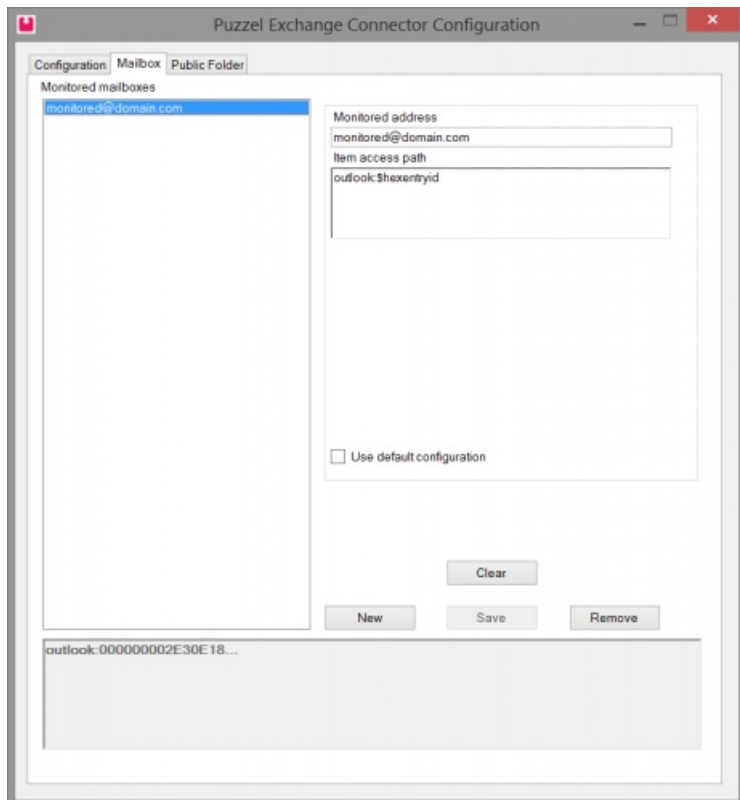 Puzzel Exchange Connector Configuration
Configuration Mailbox Public Folder
Monitored mailboxes
monitored@domain.com
Monitored address
monitored@domain.com
Item access path
outlook:$hexentryid
Use default configuration
Clear
New Save Remove
outlook:000000002E30E18...